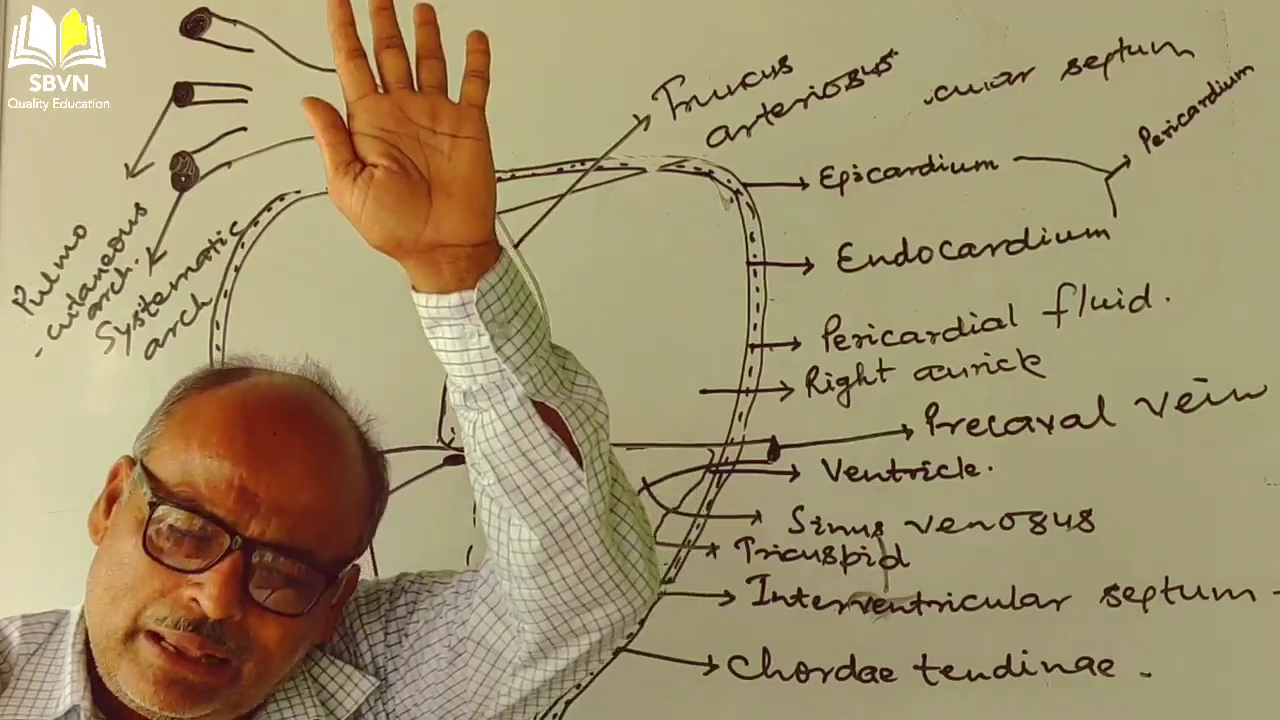 SBVN
Quality Education
Truncus
arteriosus
cular septum
Pericardium
Epicardium
Endocardium
Pericardial fluid.
Right auricle
Precaval vein
Ventricle.
Sinus venosus
Tricuspid
Interventricular septum
Chordae tendinae.
Pulmo
- cutaneous
arch.
Systematic
arch